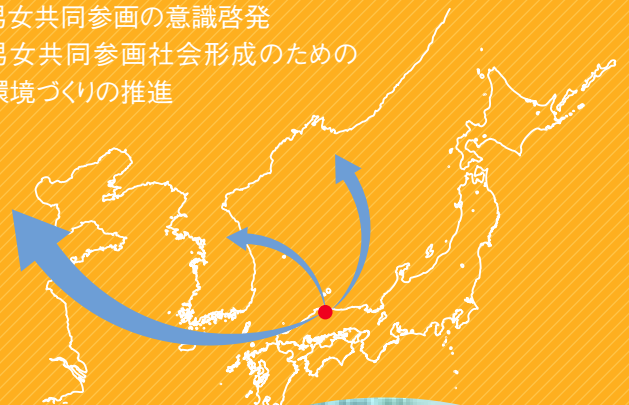 男女共同参画の意識啓発
男女共同参画社会形成のための
環境づくりの推進